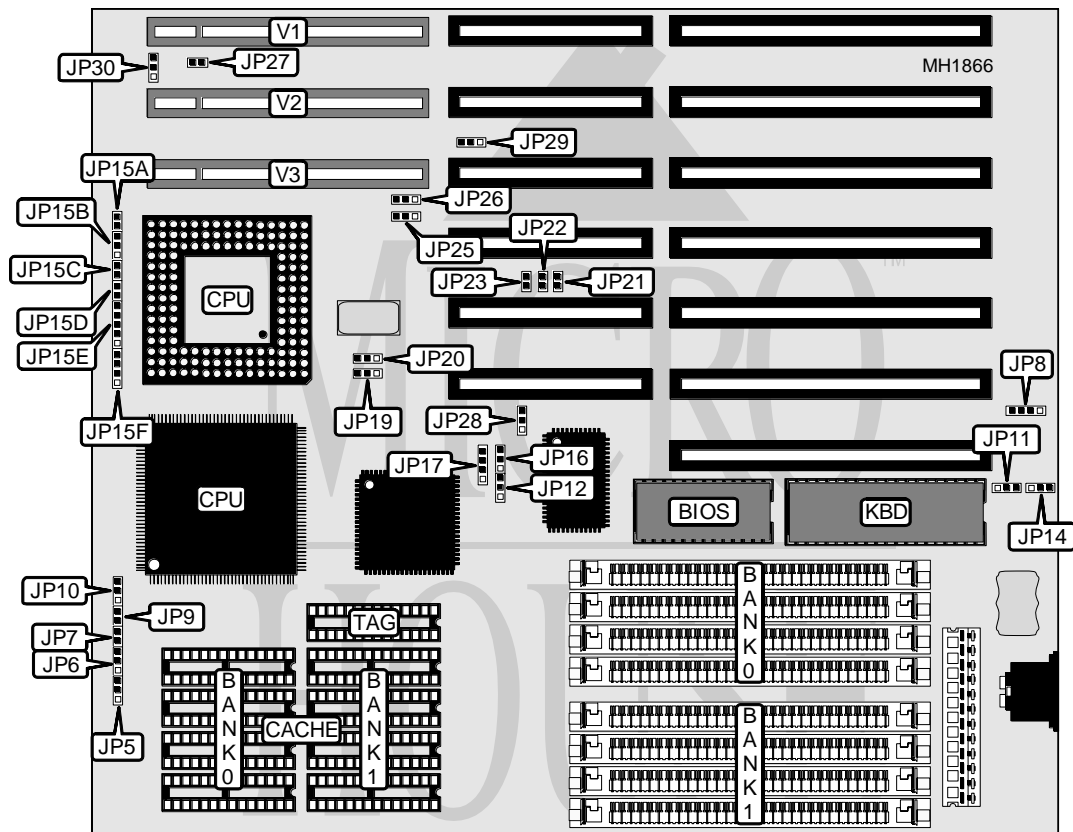 V1
JP30
JP27
MH1866
V2
JP29
JP15A
V3
JP26
JP15B
JP22
JP25
JP15C
JP23
JP21
CPU
JP15D
JP15E
JP20
JP8
JP19
JP28
JP15F
JP11
JP17
JP16
JP12
CPU
BIOS
KBD
JP14
JP10
JP9
TAG
JP7
JP6
BANK0
BANK0
BANK1
CACHE
JP5
BANK1
MICRO
TM
HOUSE